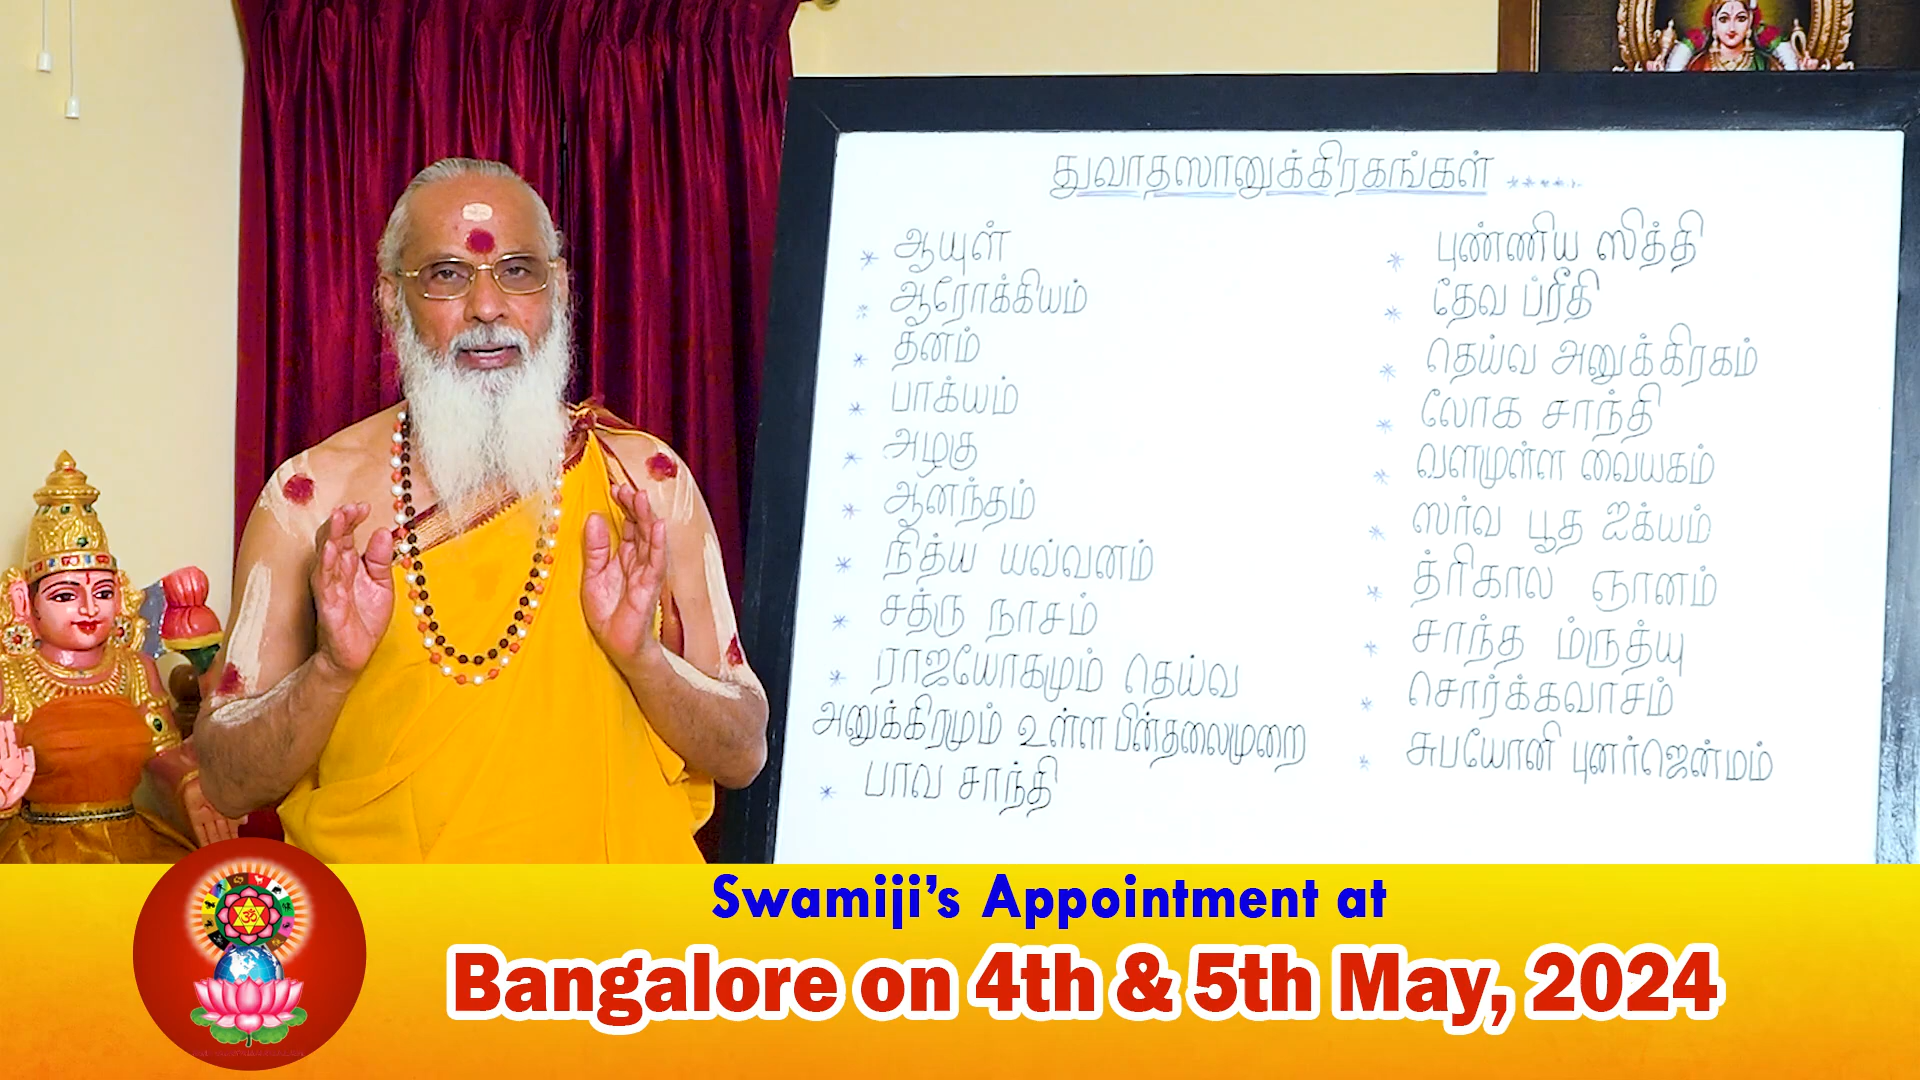 துவாதஸானுக்கிரகங்கள் .....
* ஆயுள்
* ஆரோக்கியம்
* தனம்
* பாக்யம்
* அழகு
* ஆனந்தம்
* நித்ய யவ்வனம்
* சத்ரு நாசம்
* ராஜயோகமும் தெய்வ
அனுக்கிரமும் உள்ள பின்தலைமுறை
* பாவ சாந்தி
* புண்ணிய ஸித்தி
* தேவ ப்ரீதி
* தெய்வ அனுக்கிரகம்
* லோக சாந்தி
* வளமுள்ள வையகம்
* ஸர்வ பூத ஐக்யம்
* த்ரிகால ஞானம்
* சாந்த ம்ருத்யு
* சொர்க்கவாசம்
* சுபயோனி புனர்ஜென்மம்
Swamiji's Appointment at
Bangalore on 4th & 5th May, 2024